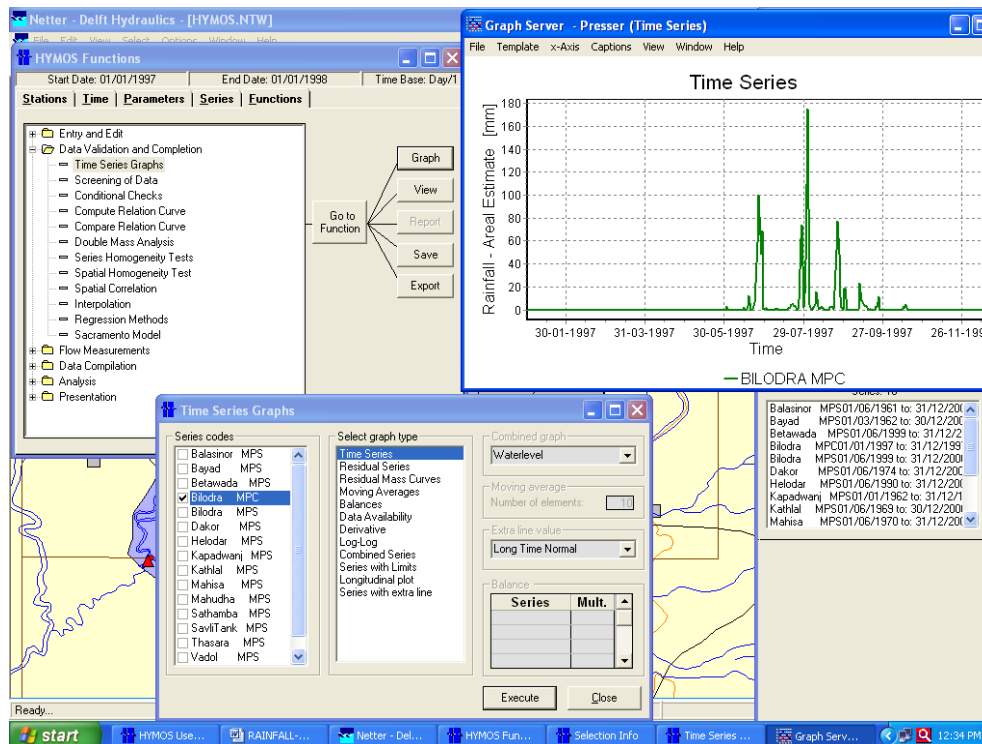 Netter - Delft Hydraulics - [HYMOS.NTW]
File Edit View Select Options Window Help
HYMOS Functions
Start Date: 01/01/1997 End Date: 01/01/1998 Time Base: Day/1
Stations Time Parameters Series Functions
Entry and Edit
Data Validation and Completion
Time Series Graphs
Screening of Data
Conditional Checks
Compute Relation Curve
Compare Relation Curve
Double Mass Analysis
Series Homogeneity Tests
Spatial Homogeneity Test
Spatial Correlation
Interpolation
Regression Methods
Sacramento Model
Flow Measurements
Data Compilation
Analysis
Presentation
Go to
Function
Graph
View
Report
Save
Export
Graph Server - Presser (Time Series)
File Template x-Axis Captions View Window Help
Time Series
Rainfall - Areal Estimate [mm]
180
160
140
120
100
80
60
40
20
0
30-01-1997 31-03-1997 30-05-1997 29-07-1997 27-09-1997 26-11-199
Time
BILODRA MPC
Balasinor MPS01/06/1961 to: 31/12/200
Bayad MPS01/03/1962 to: 30/12/200
Betawada MPS01/06/1999 to: 31/12/2
Bilodra MPC01/01/1997 to: 31/12/199
Bilodra MPS01/06/1999 to: 31/12/200
Dakor MPS01/06/1974 to: 31/12/200
Helodar MPS01/06/1990 to: 31/12/200
Kapadwanj MPS01/01/1962 to: 31/12/1
Kathlal MPS01/06/1969 to: 30/12/200
Mahisa MPS01/06/1970 to: 31/12/200
Time Series Graphs
Series codes
Balasinor MPS
Bayad MPS
Betawada MPS
Bilodra MPC
Bilodra MPS
Dakor MPS
Helodar MPS
Kapadwanj MPS
Kathlal MPS
Mahisa MPS
Mahudha MPS
Sathamba MPS
SavliTank MPS
Thasara MPS
Vadol MPS
Select graph type
Time Series
Residual Series
Residual Mass Curves
Moving Averages
Balances
Data Availability
Derivative
Log-Log
Combined Series
Series with Limits
Longitudinal plot
Series with extra line
Combined graph
Waterlevel
Moving average
Number of elements: 10
Extra line value
Long Time Normal
Balance
Series Mult.
Execute Close
Ready...
start HYMOS Use... RAINFALL-... Netter - Del... HYMOS Fun... Selection Info Time Series ... Graph Serv... 12:34 PM